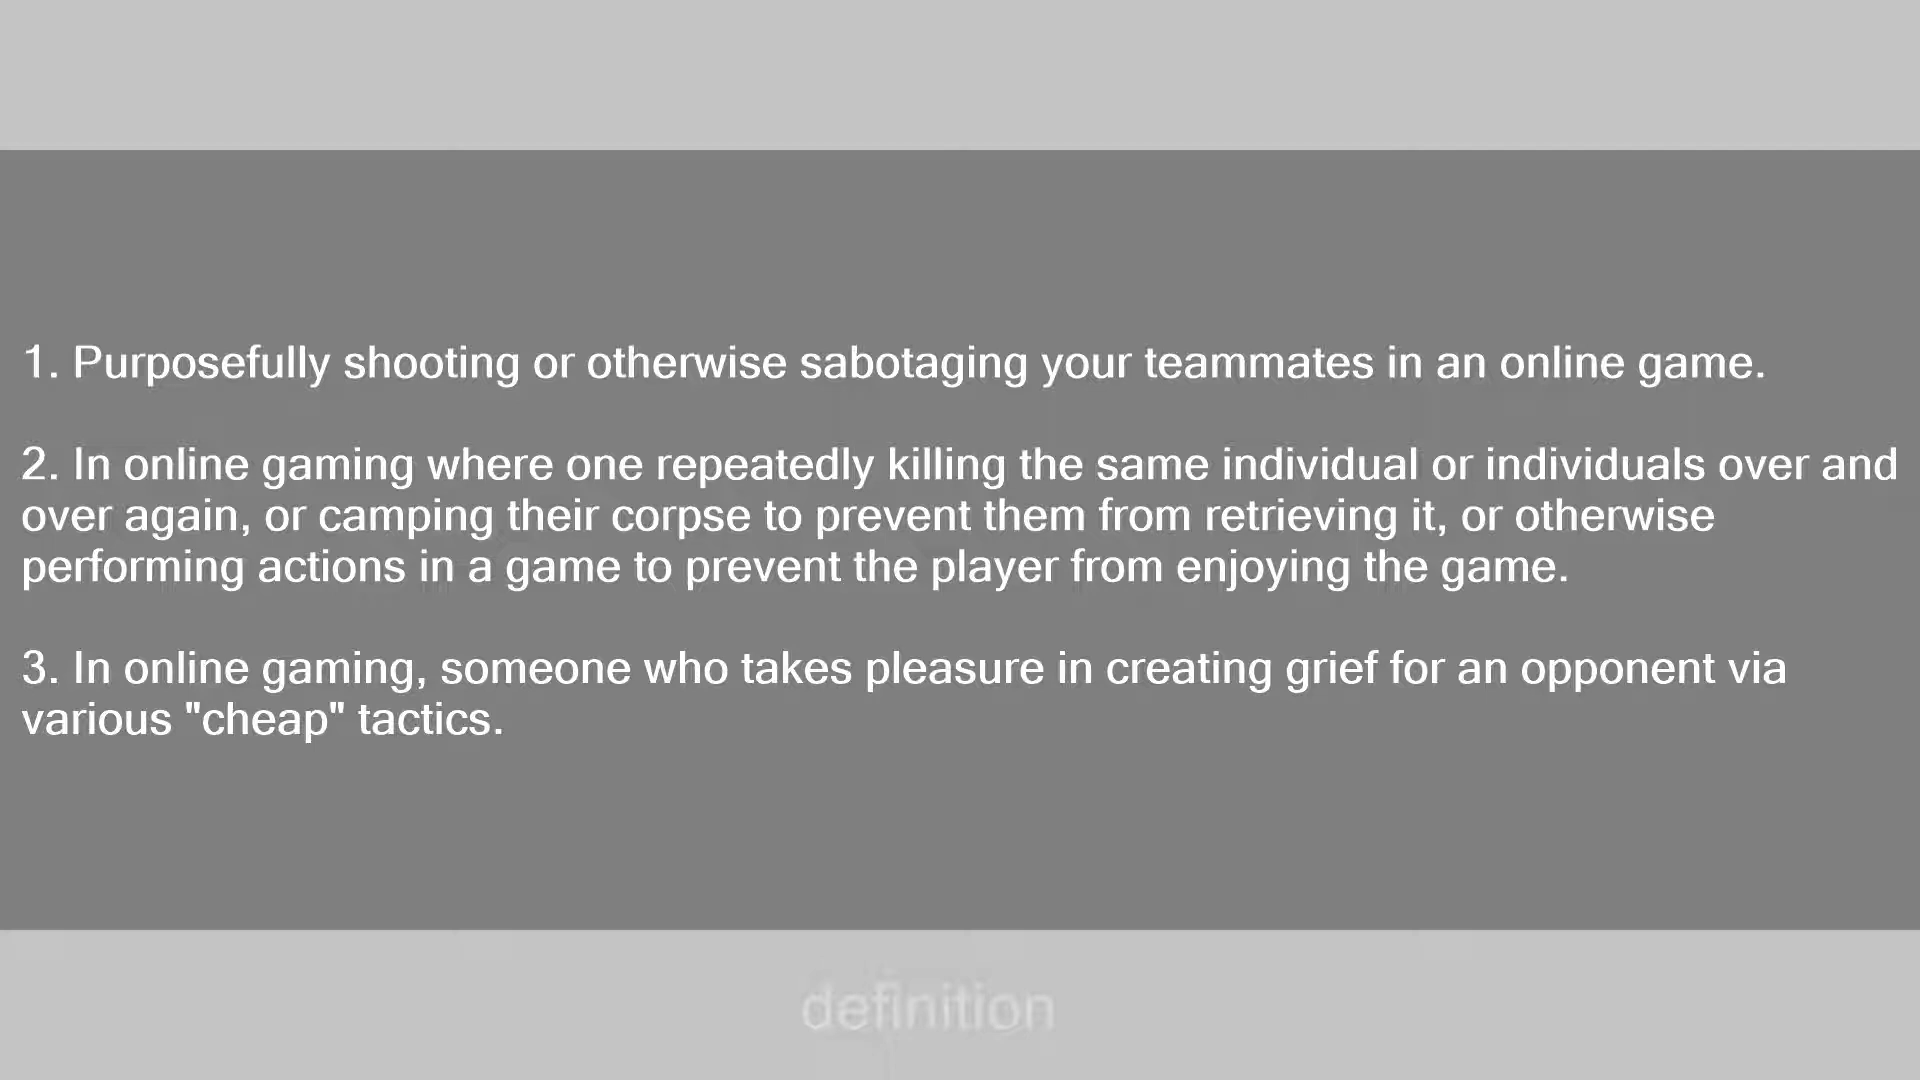 1. Purposefully shooting or otherwise sabotaging your teammates in an online game.
2. In online gaming where one repeatedly killing the same individual or individuals over and
over again, or camping their corpse to prevent them from retrieving it, or otherwise
performing actions in a game to prevent the player from enjoying the game.
3. In online gaming, someone who takes pleasure in creating grief for an opponent via
various "cheap" tactics.
definition